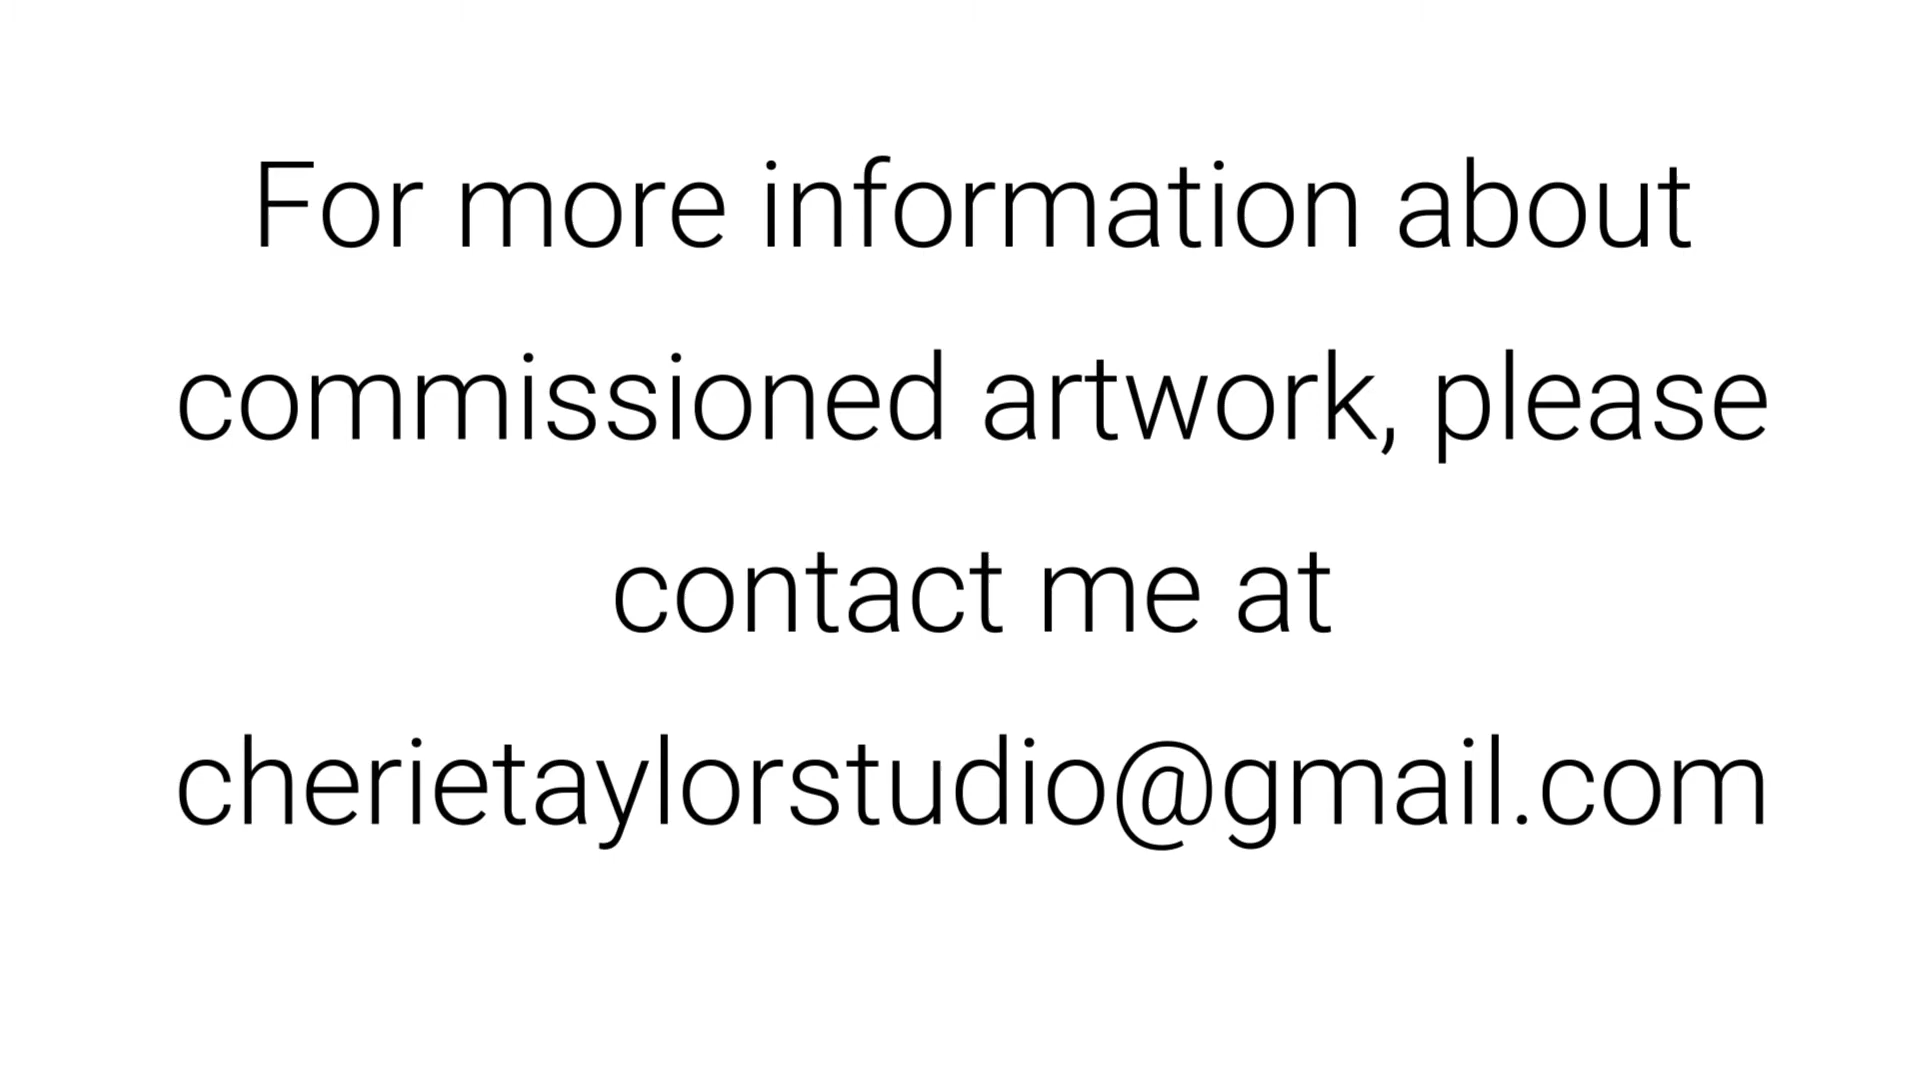 For more information about
commissioned artwork, please
contact me at
cherietaylorstudio@gmail.com